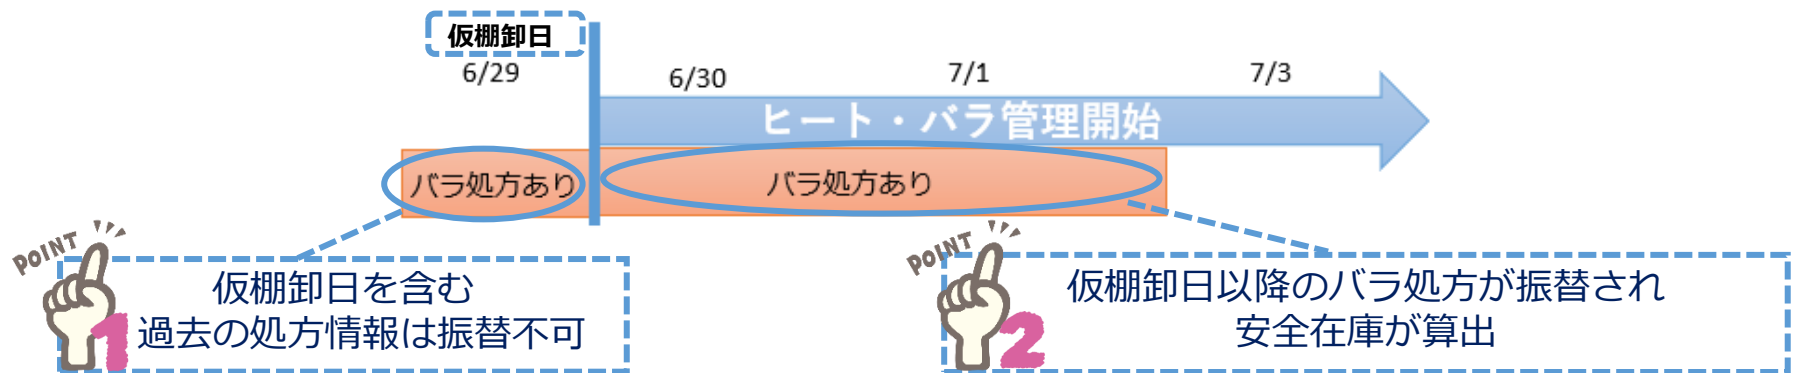 仮棚卸日
6/29
6/30
7/1
7/3
ヒート・バラ管理開始
バラ処方あり
バラ処方あり
POINT
1
仮棚卸日を含む
過去の処方情報は振替不可
POINT
2
仮棚卸日以降のバラ処方が振替され
安全在庫が算出